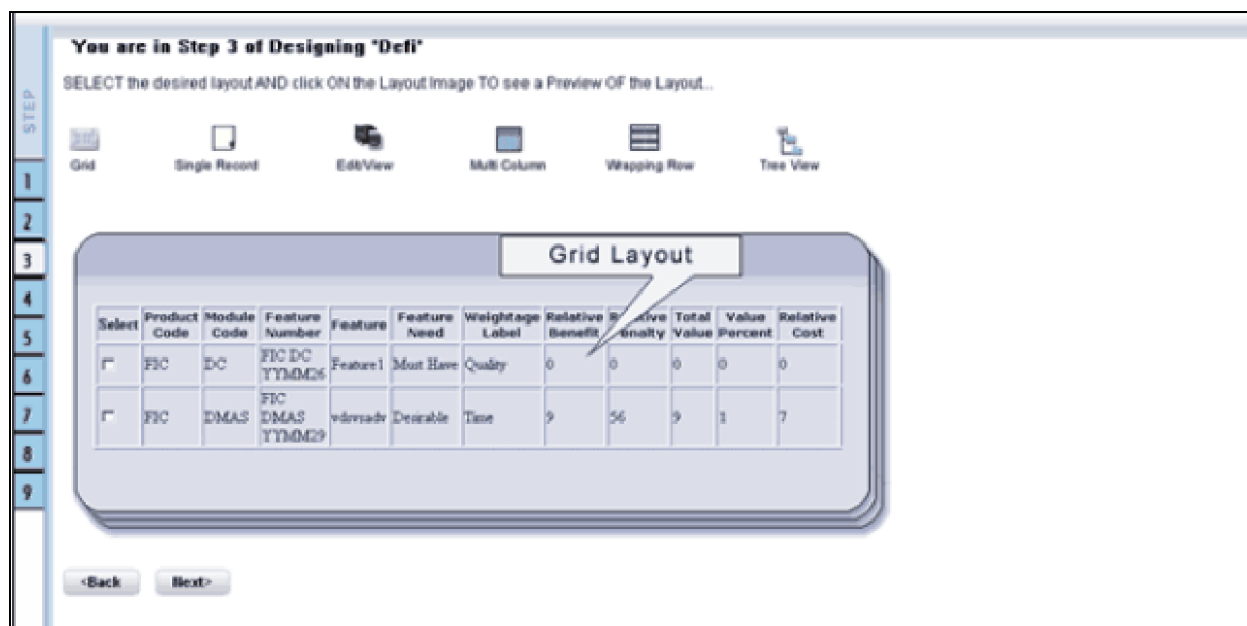 You are in Step 3 of Designing "Defi"
SELECT the desired layout AND click ON the Layout Image TO see a Preview OF the Layout...
STEP
Grid Single Record Edit/View Multi Column Wrapping Row Tree View
1
2
3
4
5
6
7
8
9
Grid Layout
Select Product Code Module Code Feature Number Feature Feature Need Weightage Label Relative Benefit Total Value Value Percent Relative Cost
FIC DC FIC DC YYMM26 Feature1 Must Have Quality 0 0 0 0 0
FIC DMAS FIC DMAS YYMM29 Desirable Time 9 56 9 1 7
<Back Next>